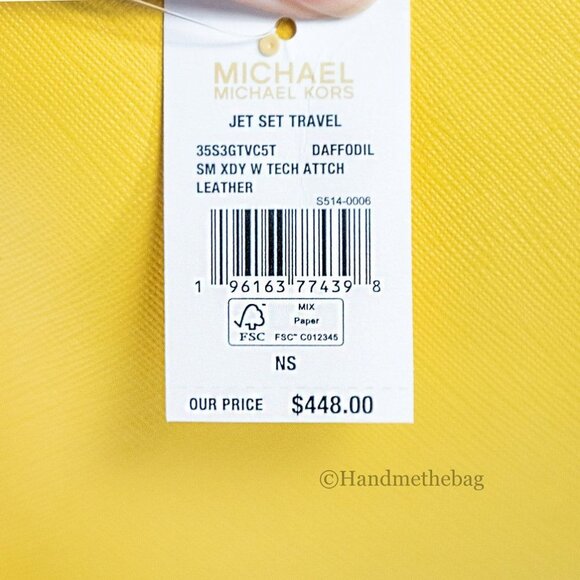 MICHAEL
MICHAEL KORS
JET SET TRAVEL
35S3GTVC5T DAFFODIL
SM XDY W TECH ATTCH
LEATHER
S514-0006
1 96163 77439 8
FSC
MIX
Paper
FSC™ C012345
NS
OUR PRICE $448.00
©Handmethebag